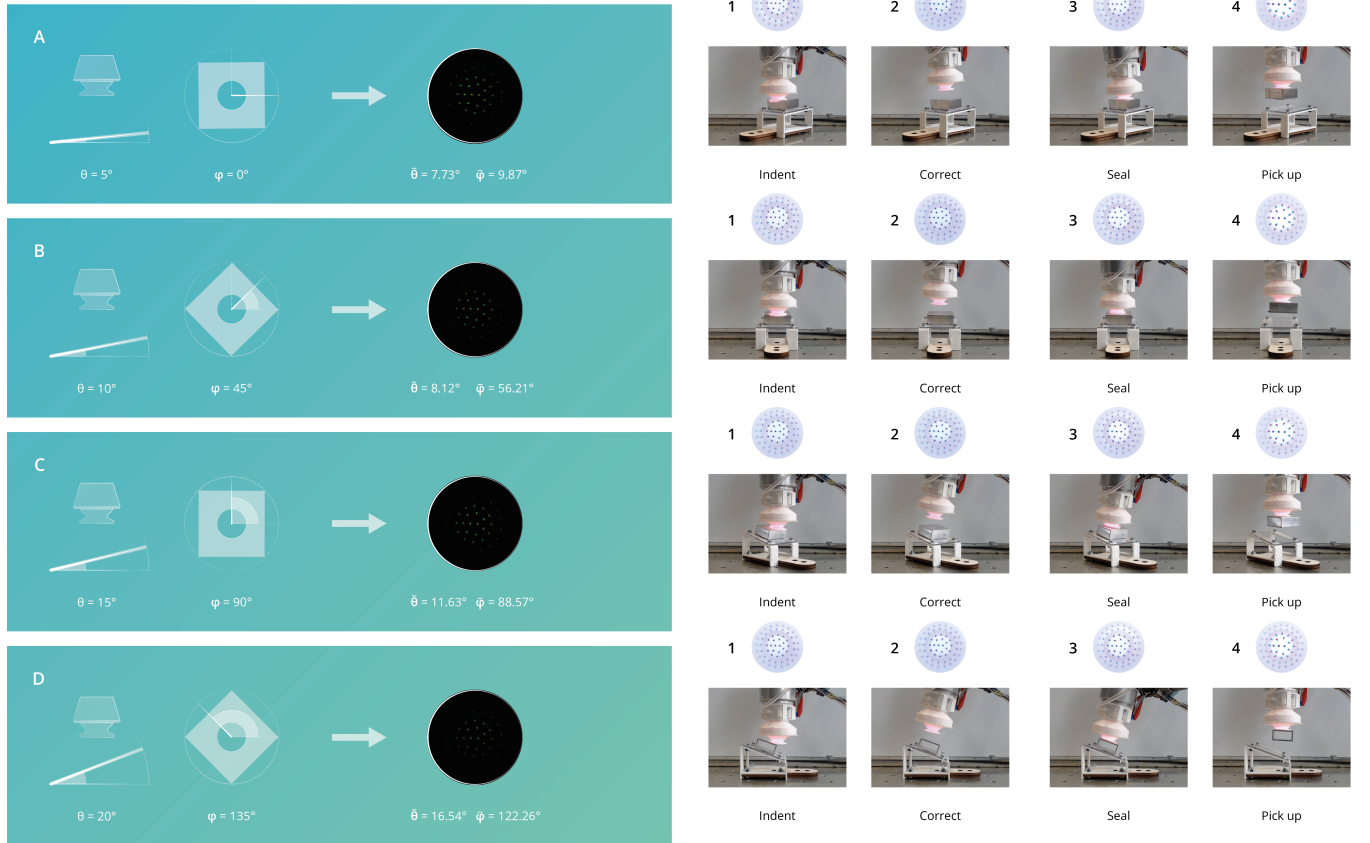 A
θ = 5° φ = 0° θ̄ = 7.73° φ̄ = 9.87°
1 2 3 4
Indent Correct Seal Pick up
B
θ = 10° φ = 45° θ̄ = 8.12° φ̄ = 56.21°
1 2 3 4
Indent Correct Seal Pick up
C
θ = 15° φ = 90° θ̄ = 11.63° φ̄ = 88.57°
1 2 3 4
Indent Correct Seal Pick up
D
θ = 20° φ = 135° θ̄ = 16.54° φ̄ = 122.26°
1 2 3 4
Indent Correct Seal Pick up